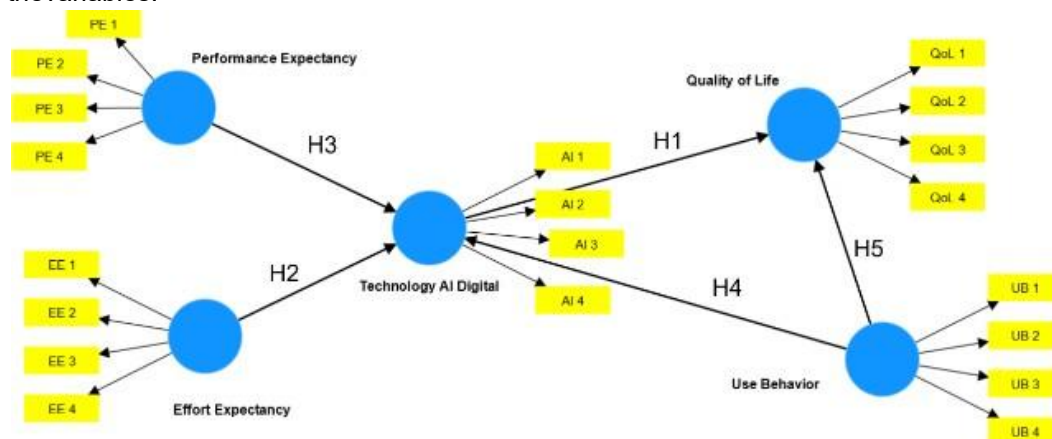 the variables.
PE 1
PE 2
PE 3
PE 4
Performance Expectancy
H3
EE 1
EE 2
EE 3
EE 4
Effort Expectancy
H2
Technology AI Digital
AI 1
AI 2
AI 3
AI 4
H1
Quality of Life
QoL 1
QoL 2
QoL 3
QoL 4
H5
H4
Use Behavior
UB 1
UB 2
UB 3
UB 4